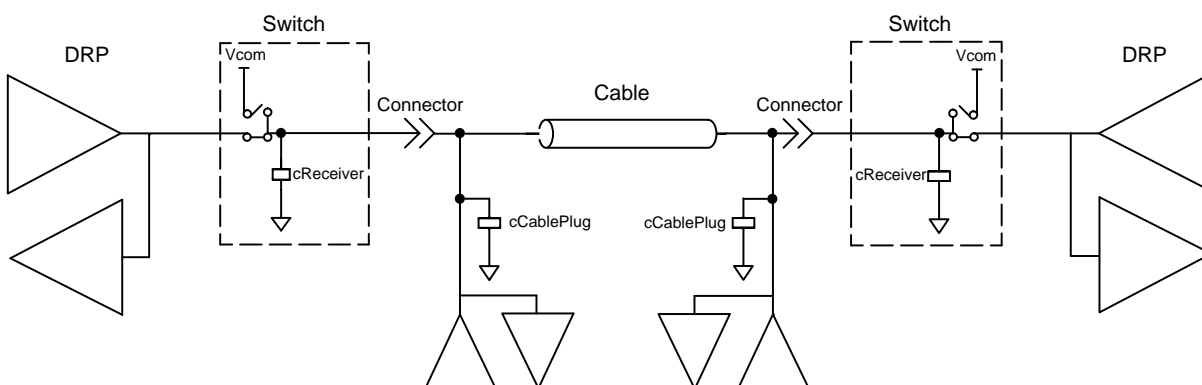 Switch
Switch
DRP
Vcom
Vcom
DRP
Connector
Cable
Connector
cReceiver
cReceiver
cCablePlug
cCablePlug